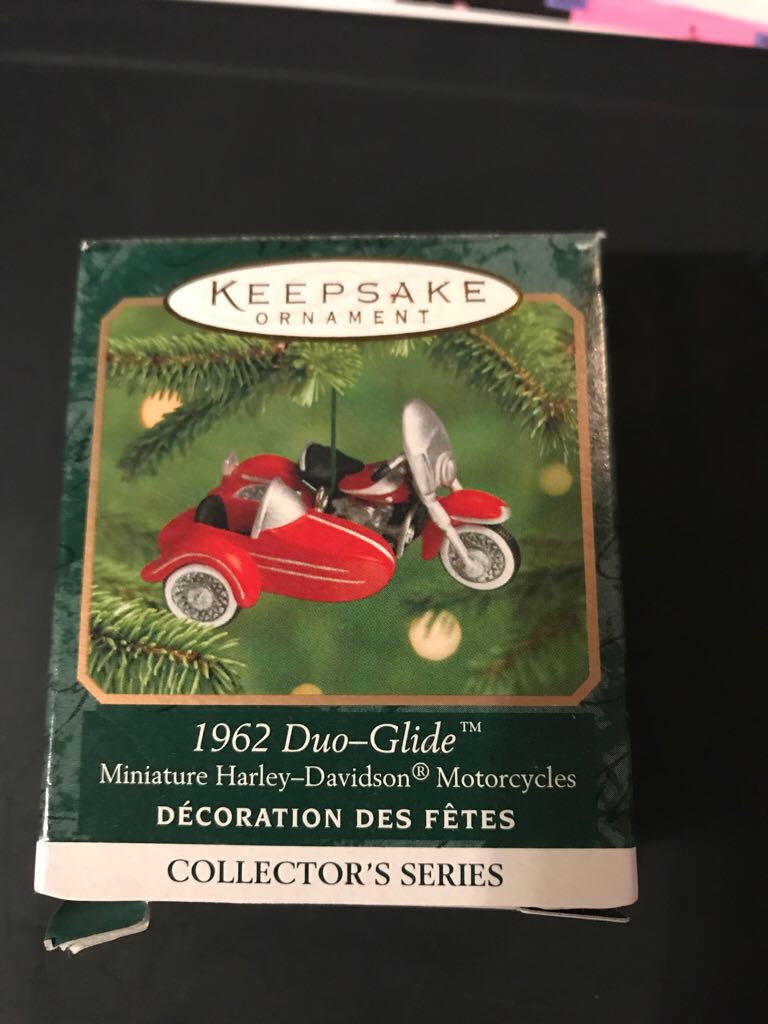 KEEPSAKE
ORNAMENT
1962 Duo–Glide™
Miniature Harley–Davidson® Motorcycles
DÉCORATION DES FÊTES
COLLECTOR'S SERIES